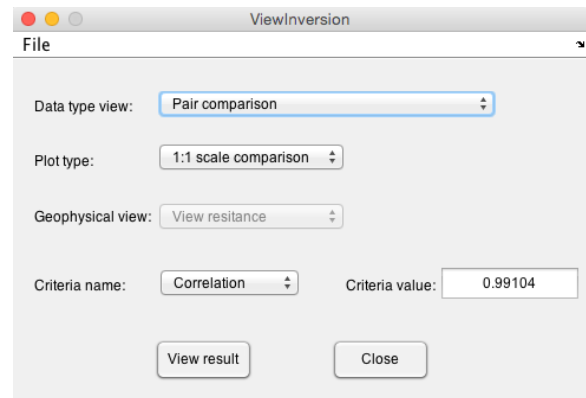 ViewInversion
File
Data type view: Pair comparison
Plot type: 1:1 scale comparison
Geophysical view: View resitance
Criteria name: Correlation Criteria value: 0.99104
View result Close